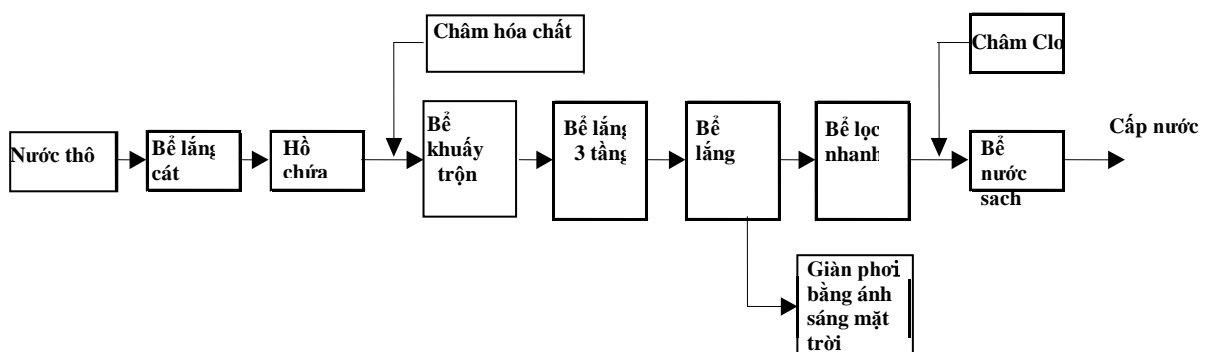 Châm hóa chất
Châm Clo
Cấp nước
Nước thô
Bể lắng
cát
Hồ
chứa
Bể
khuấy
trộn
Bể lắng
3 tầng
Bể
lắng
Bể lọc
nhanh
Bể
nước
sach
Giàn phơi
bằng ánh
sáng mặt
trời